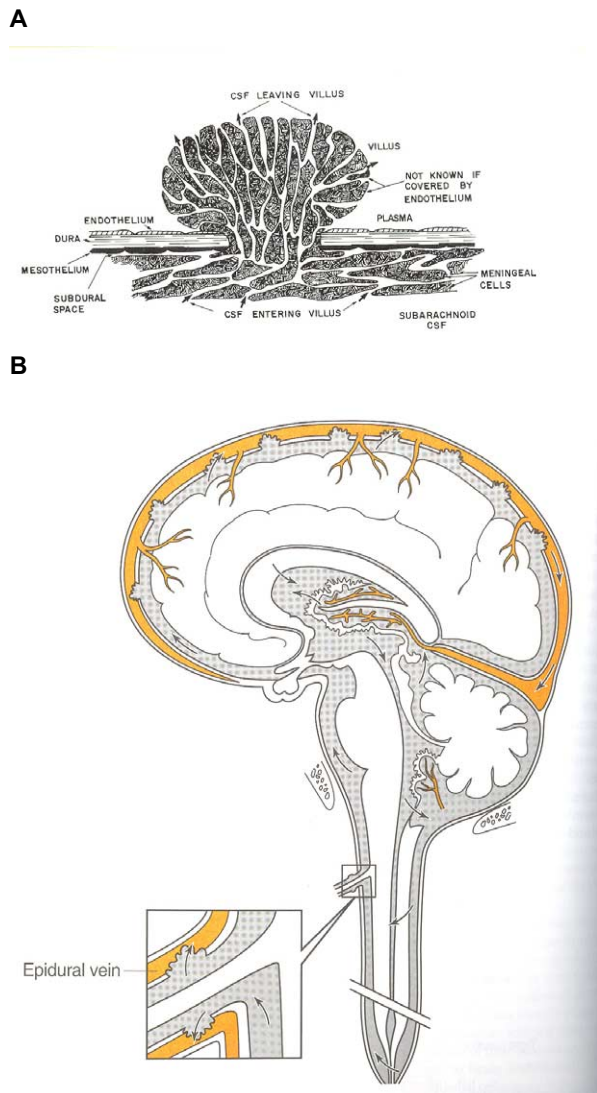 A
CSF LEAVING VILLUS
VILLUS
NOT KNOWN IF
COVERED BY
ENDOTHELIUM
ENDOTHELIUM
PLASMA
DURA
MESOTHELIUM
SUBDURAL
SPACE
MENINGEAL
CELLS
CSF ENTERING VILLUS
SUBARACHNOID
CSF
B
Epidural vein